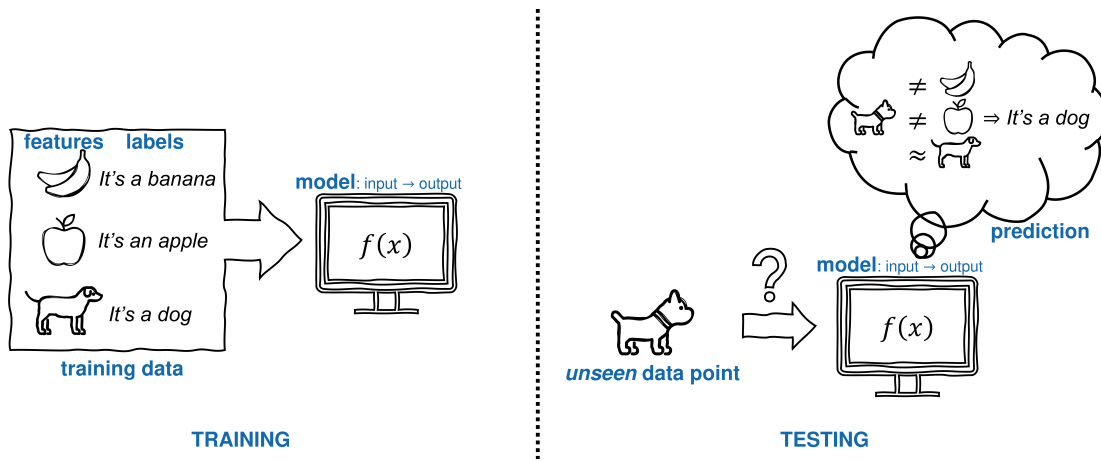 features labels
It's a banana
It's an apple
It's a dog
training data
model: input → output
f(x)
TRAINING
≠
≠ ⇒ It's a dog
≈
prediction
model: input → output
?
f(x)
unseen data point
TESTING